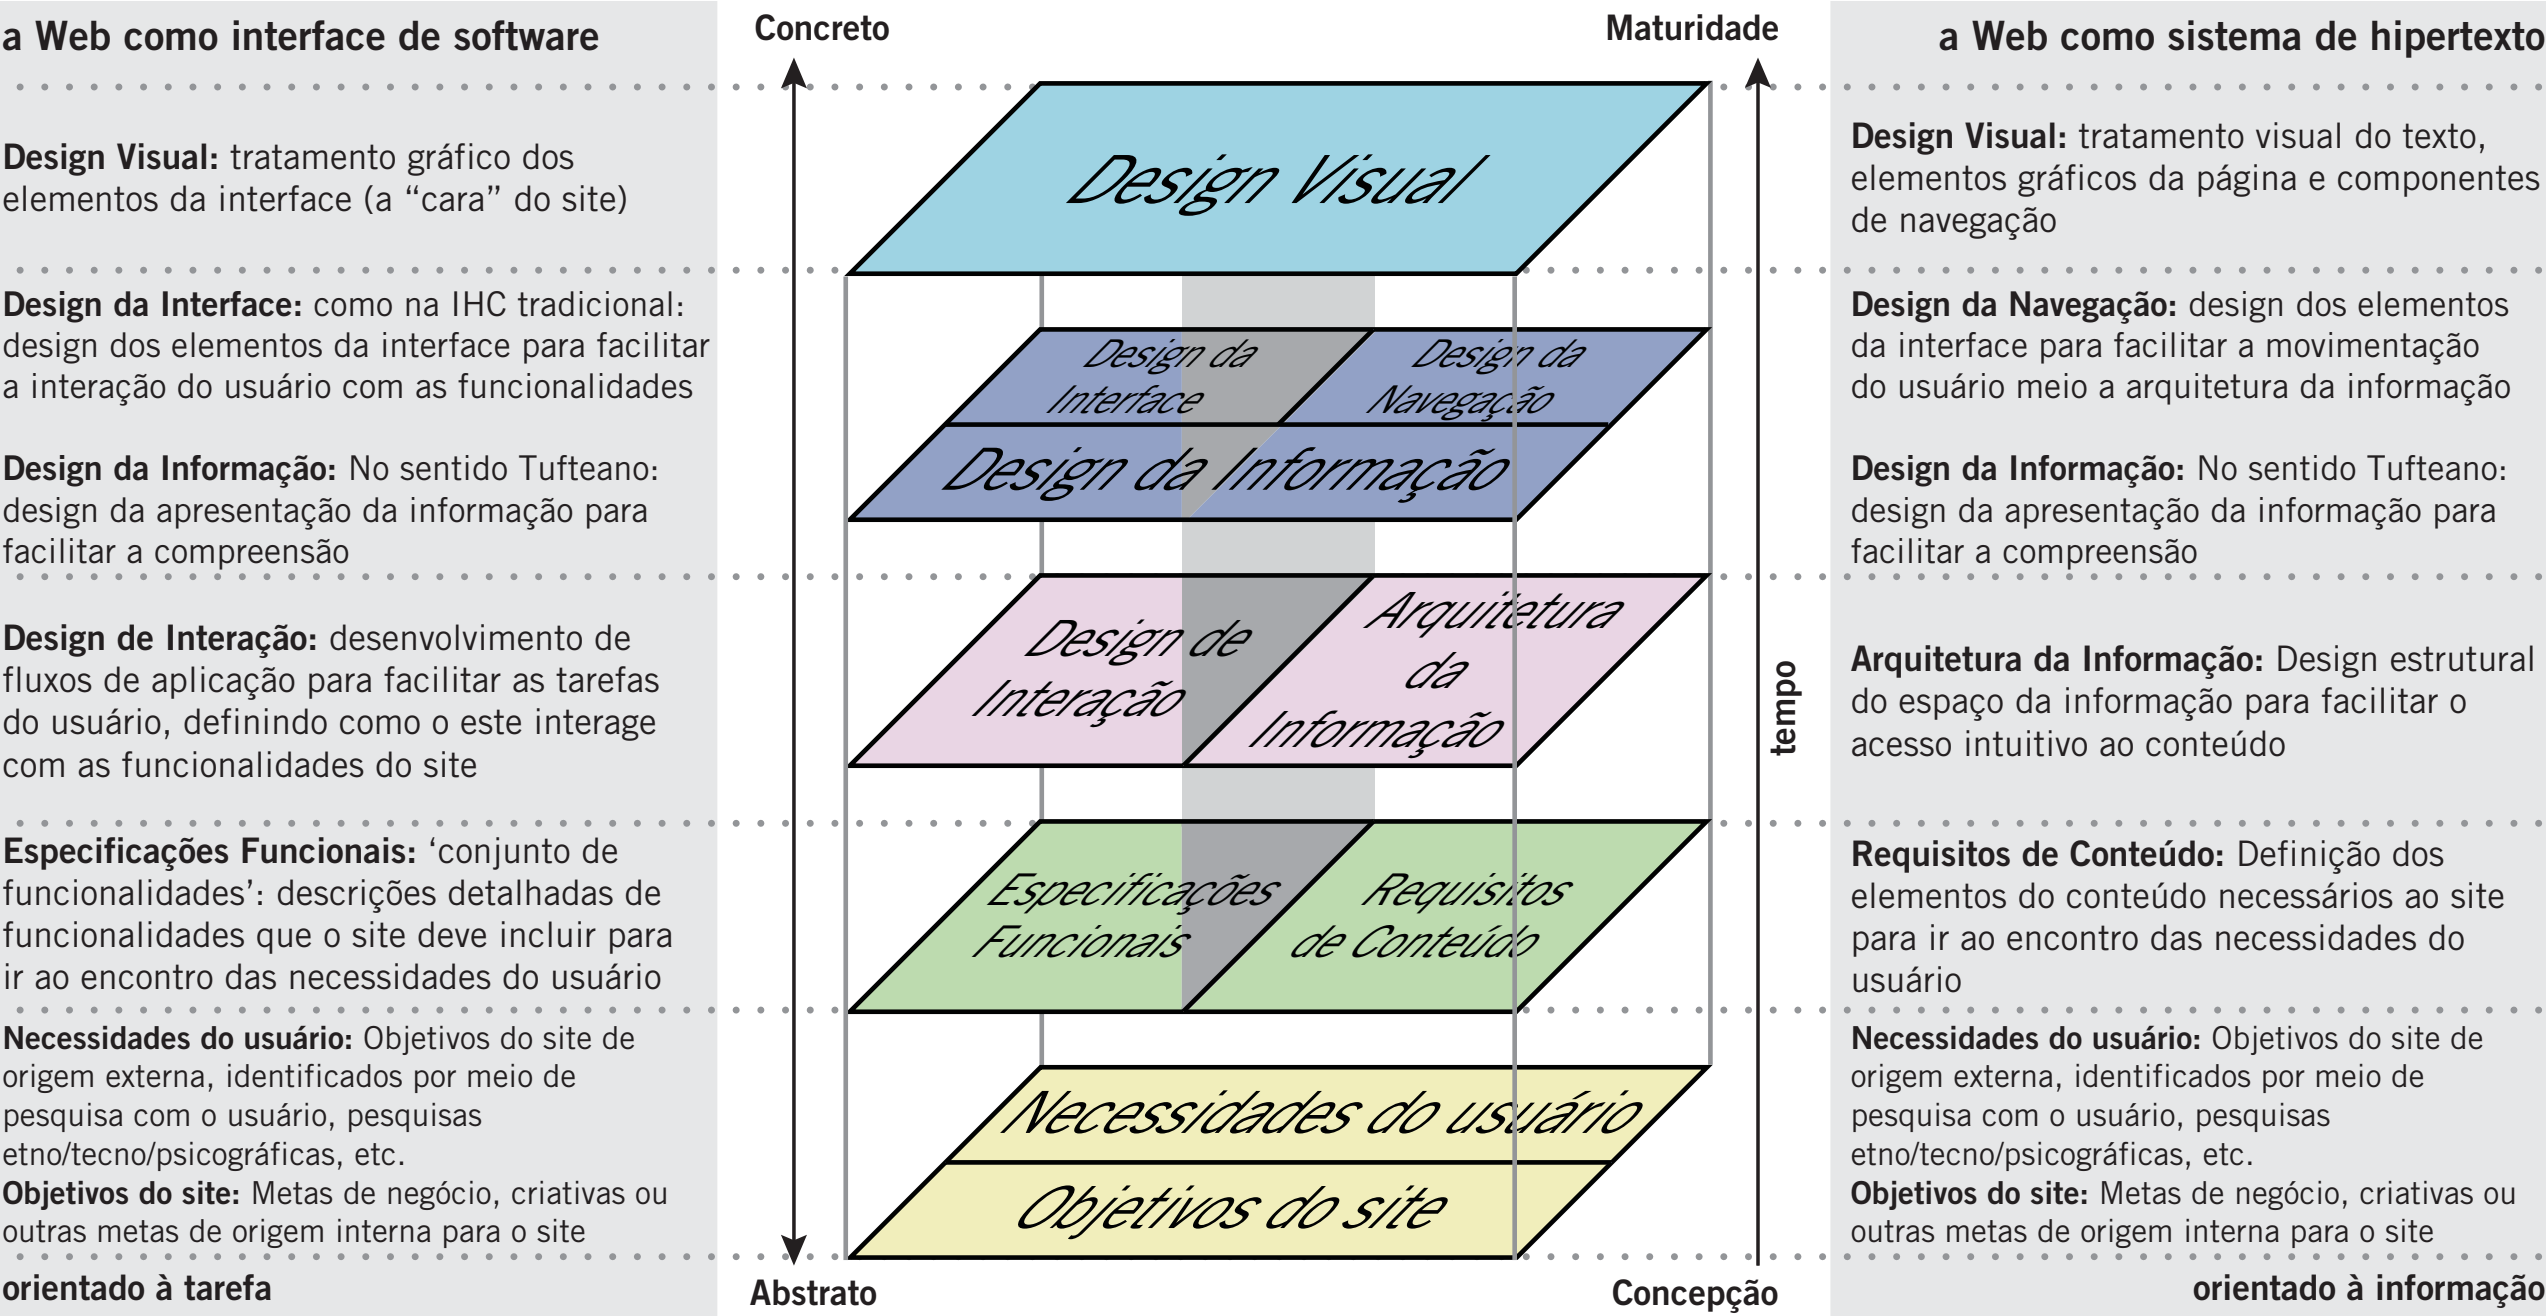 a Web como interface de software
Design Visual: tratamento gráfico dos
elementos da interface (a “cara” do site)
Design da Interface: como na IHC tradicional:
design dos elementos da interface para facilitar
a interação do usuário com as funcionalidades
Design da Informação: No sentido Tufteano:
design da apresentação da informação para
facilitar a compreensão
Design de Interação: desenvolvimento de
fluxos de aplicação para facilitar as tarefas
do usuário, definindo como o este interage
com as funcionalidades do site
Especificações Funcionais: ‘conjunto de
funcionalidades’: descrições detalhadas de
funcionalidades que o site deve incluir para
ir ao encontro das necessidades do usuário
Necessidades do usuário: Objetivos do site de
origem externa, identificados por meio de
pesquisa com o usuário, pesquisas
etno/tecno/psicográficas, etc.
Objetivos do site: Metas de negócio, criativas ou
outras metas de origem interna para o site
orientado à tarefa
Concreto
Maturidade
Design Visual
Design da
Interface
Design da
Navegação
Design da Informação
Design de
Interação
Arquitetura
da
Informação
tempo
Especificações
Funcionais
Requisitos
de Conteúdo
Necessidades do usuário
Objetivos do site
Abstrato
Concepção
a Web como sistema de hipertexto
Design Visual: tratamento visual do texto,
elementos gráficos da página e componentes
de navegação
Design da Navegação: design dos elementos
da interface para facilitar a movimentação
do usuário meio a arquitetura da informação
Design da Informação: No sentido Tufteano:
design da apresentação da informação para
facilitar a compreensão
Arquitetura da Informação: Design estrutural
do espaço da informação para facilitar o
acesso intuitivo ao conteúdo
Requisitos de Conteúdo: Definição dos
elementos do conteúdo necessários ao site
para ir ao encontro das necessidades do
usuário
Necessidades do usuário: Objetivos do site de
origem externa, identificados por meio de
pesquisa com o usuário, pesquisas
etno/tecno/psicográficas, etc.
Objetivos do site: Metas de negócio, criativas ou
outras metas de origem interna para o site
orientado à informação